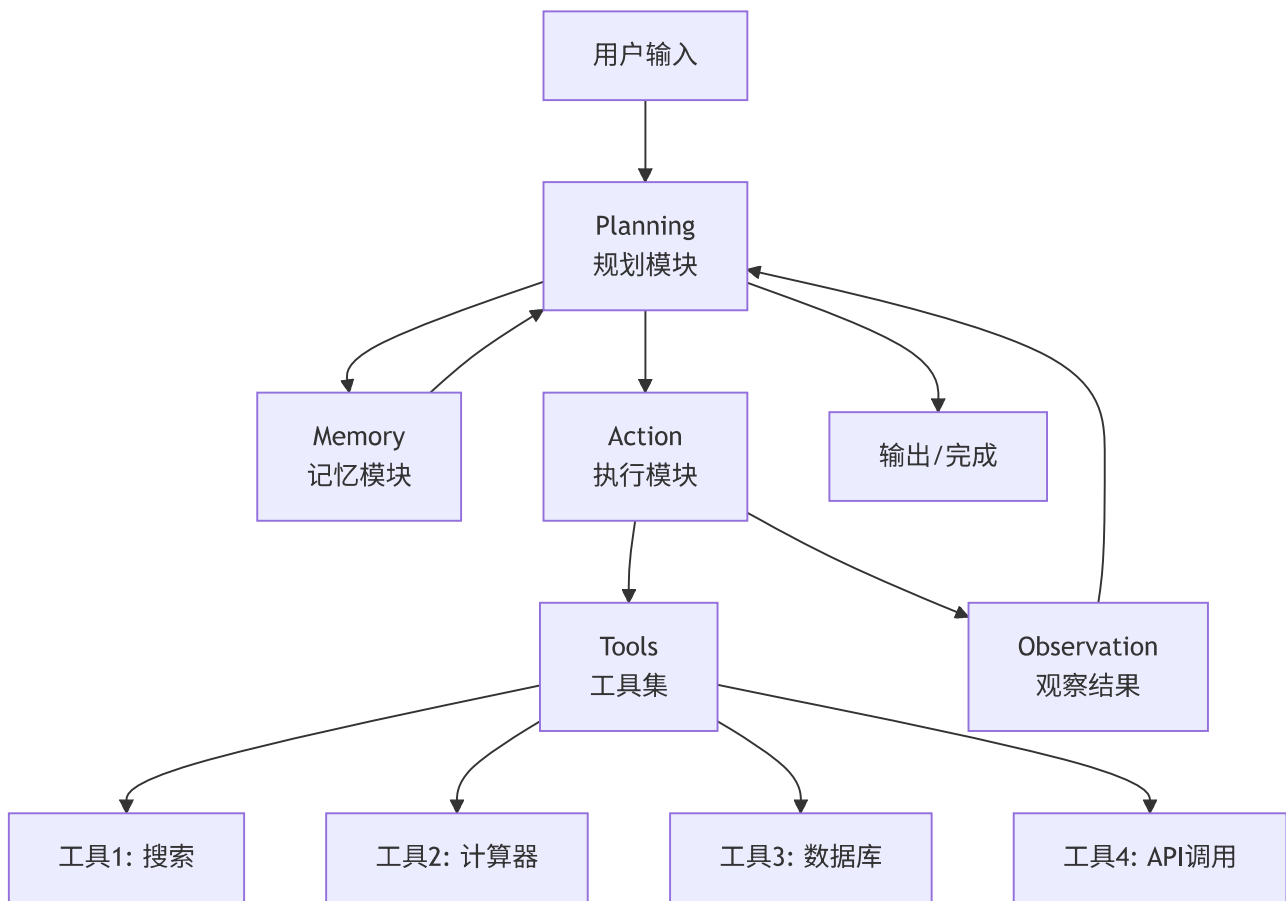 用户输入
Planning
规划模块
Memory
记忆模块
Action
执行模块
输出/完成
Tools
工具集
Observation
观察结果
工具1: 搜索
工具2: 计算器
工具3: 数据库
工具4: API调用